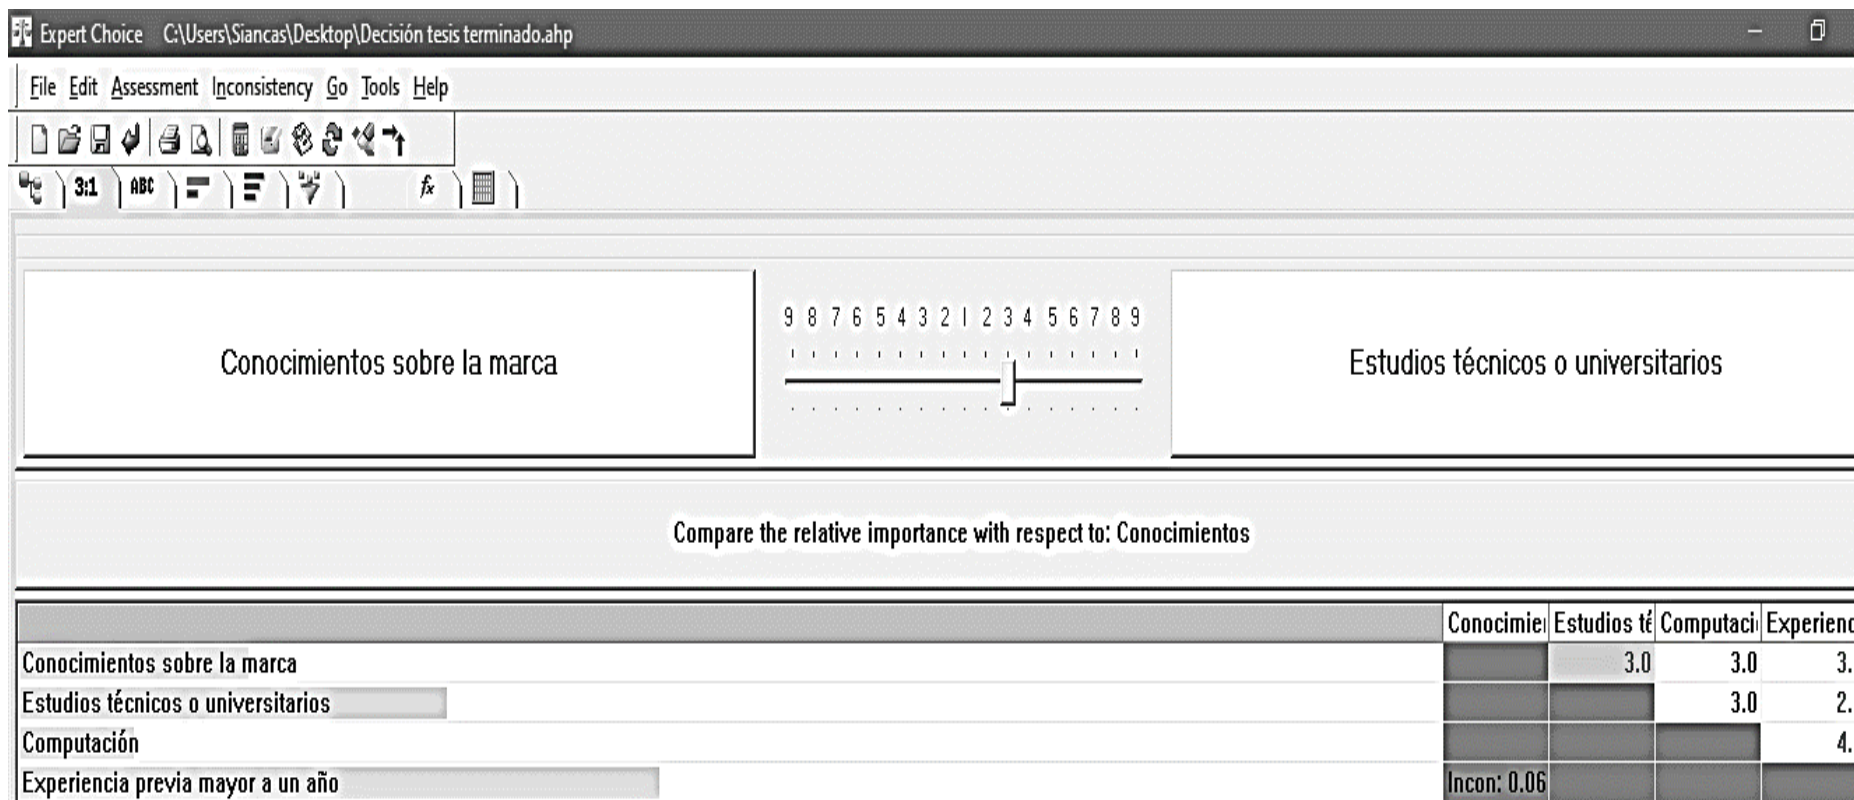 Expert Choice C:\Users\Siancas\Desktop\Decisión tesis terminado.ahp
File Edit Assessment Inconsistency Go Tools Help
3:1 ABC fx
9 8 7 6 5 4 3 2 1 2 3 4 5 6 7 8 9
Conocimientos sobre la marca
Estudios técnicos o universitarios
Compare the relative importance with respect to: Conocimientos
Conocimie Estudios té Computaci Experienc
Conocimientos sobre la marca 3.0 3.0 3.
Estudios técnicos o universitarios 3.0 2.
Computación 4.
Experiencia previa mayor a un año Incon: 0.06